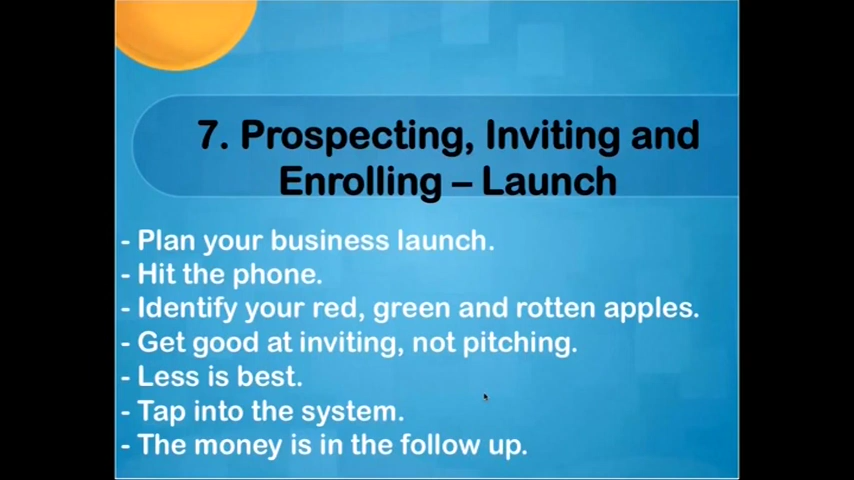 7. Prospecting, Inviting and
Enrolling – Launch
- Plan your business launch.
- Hit the phone.
- Identify your red, green and rotten apples.
- Get good at inviting, not pitching.
- Less is best.
- Tap into the system.
- The money is in the follow up.